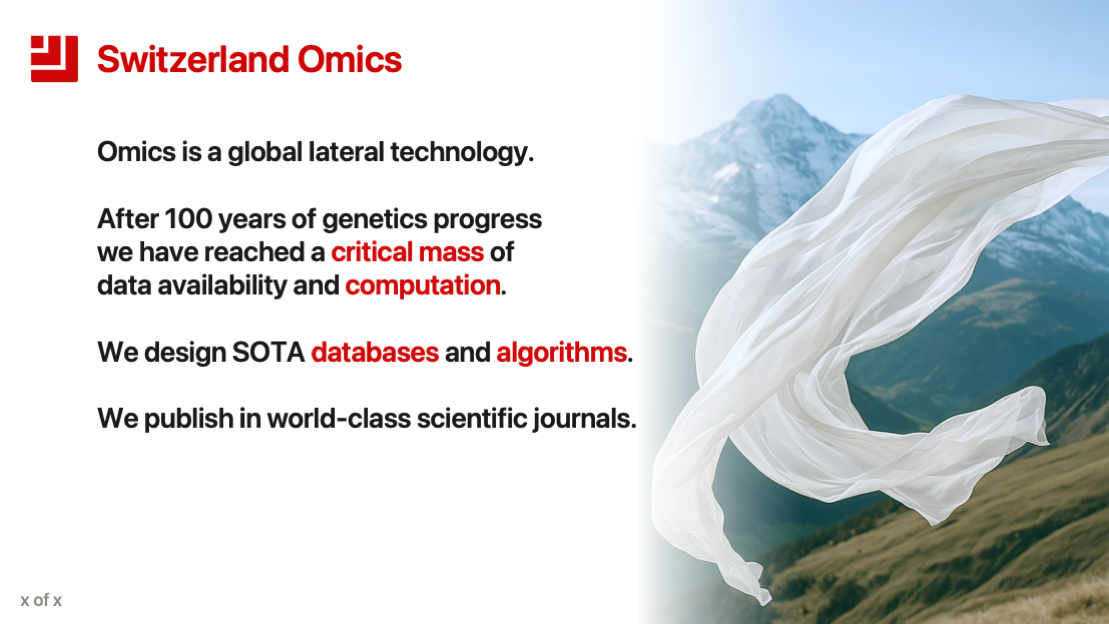 Switzerland Omics
Omics is a global lateral technology.
After 100 years of genetics progress
we have reached a critical mass of
data availability and computation.
We design SOTA databases and algorithms.
We publish in world-class scientific journals.
x of x